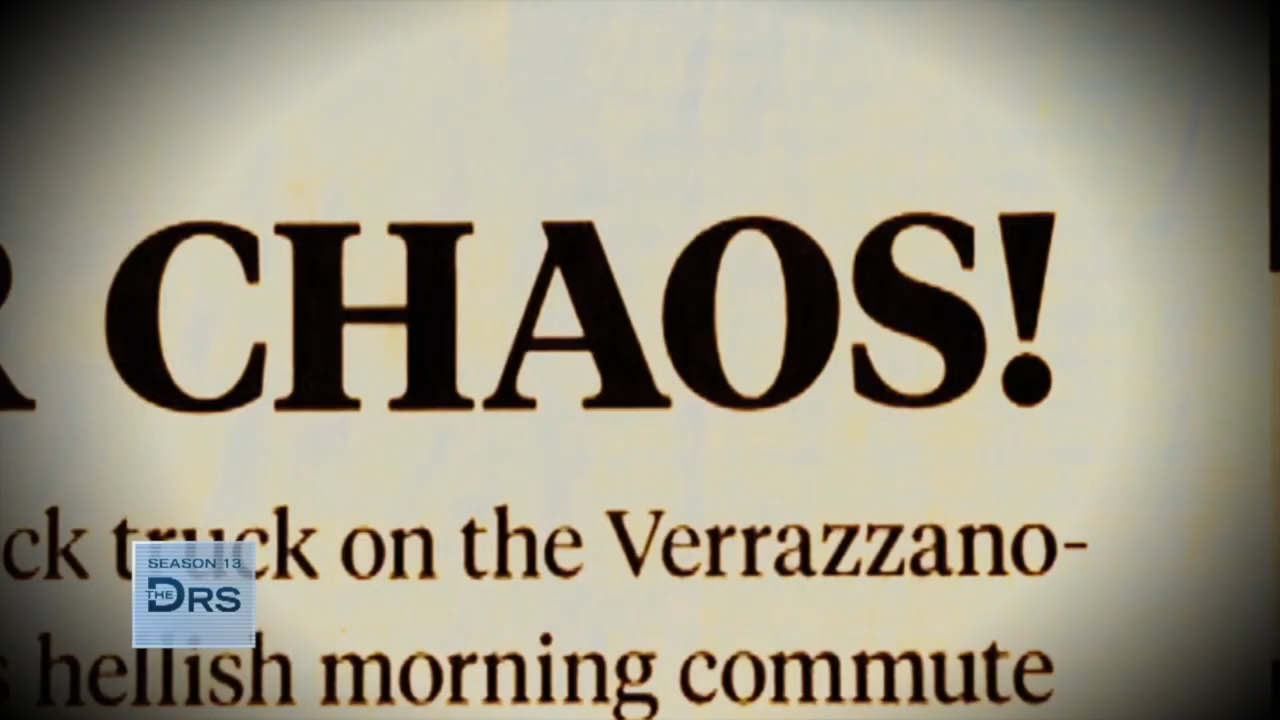 R CHAOS!
ck truck on the Verrazzano-
s hellish morning commute
SEASON 13
THE DRS